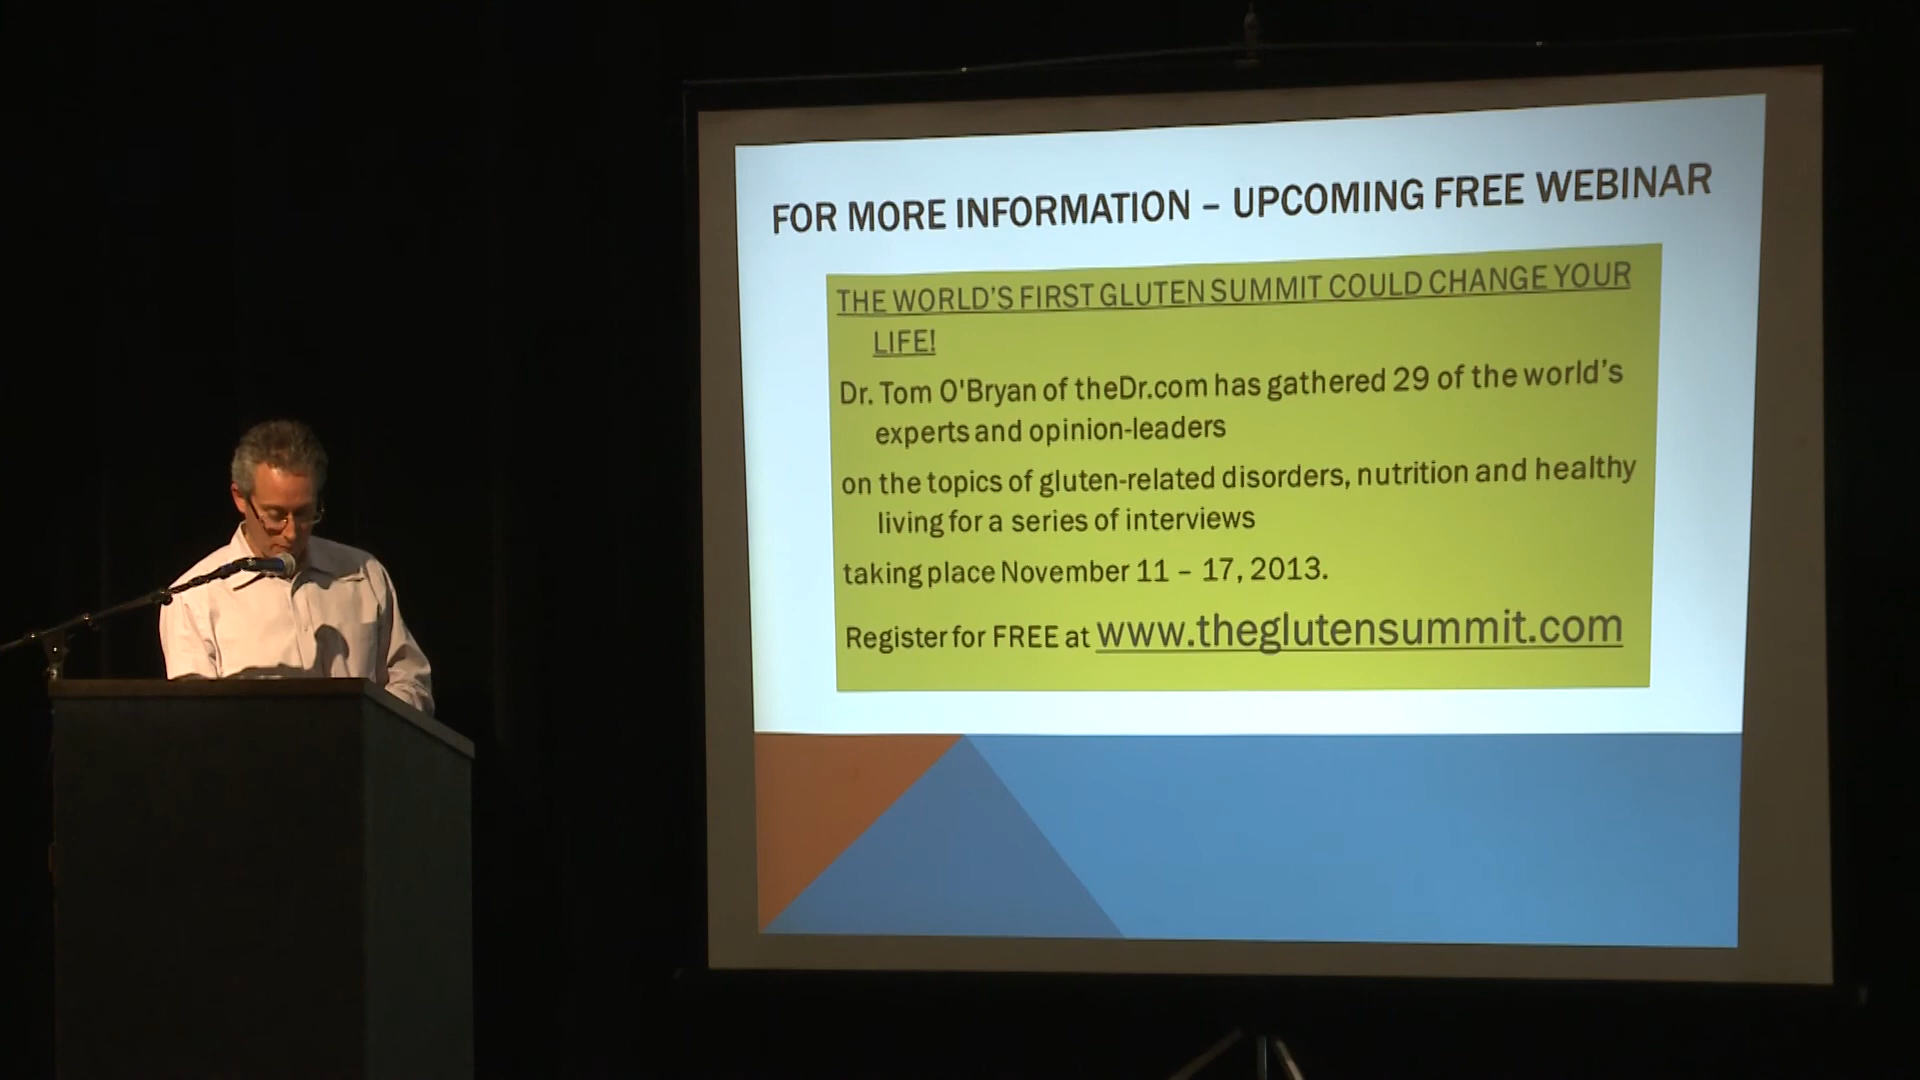 FOR MORE INFORMATION – UPCOMING FREE WEBINAR
THE WORLD'S FIRST GLUTEN SUMMIT COULD CHANGE YOUR
LIFE!
Dr. Tom O'Bryan of theDr.com has gathered 29 of the world's
experts and opinion-leaders
on the topics of gluten-related disorders, nutrition and healthy
living for a series of interviews
taking place November 11 – 17, 2013.
Register for FREE at www.theglutensummit.com